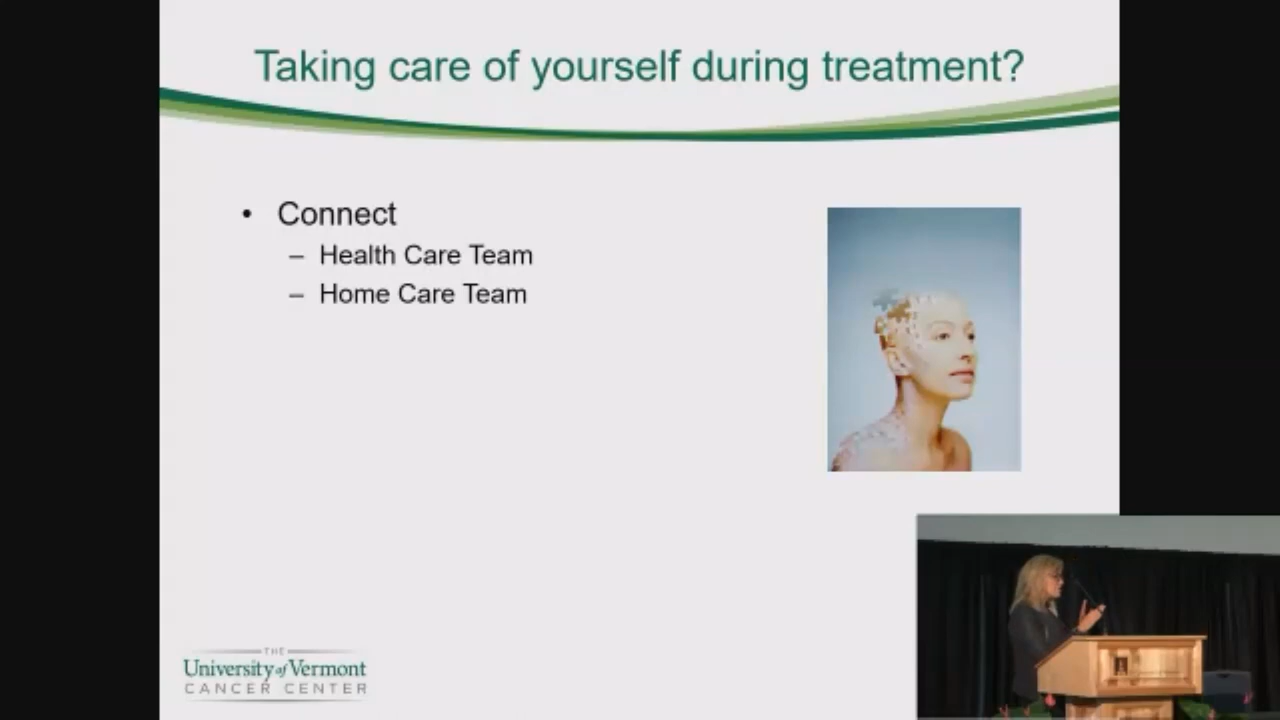 Taking care of yourself during treatment?
• Connect
– Health Care Team
– Home Care Team
THE
University of Vermont
CANCER CENTER